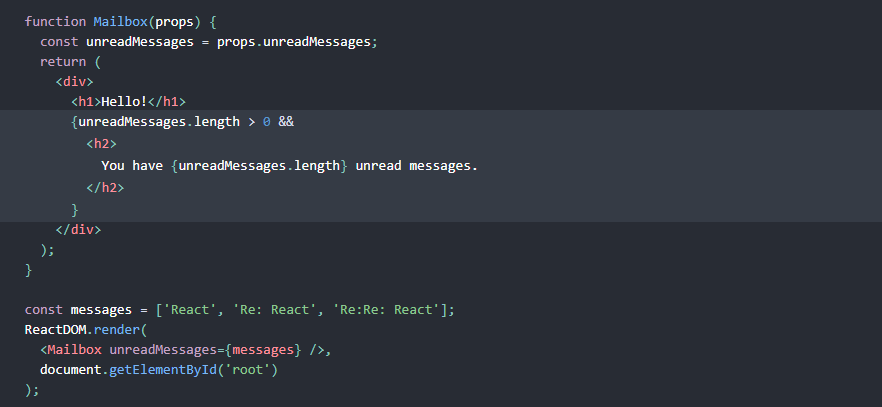 function Mailbox(props) {
  const unreadMessages = props.unreadMessages;
  return (
    <div>
      <h1>Hello!</h1>
      {unreadMessages.length > 0 &&
        <h2>
          You have {unreadMessages.length} unread messages.
        </h2>
      }
    </div>
  );
}

const messages = ['React', 'Re: React', 'Re:Re: React'];
ReactDOM.render(
  <Mailbox unreadMessages={messages} />,
  document.getElementById('root')
);